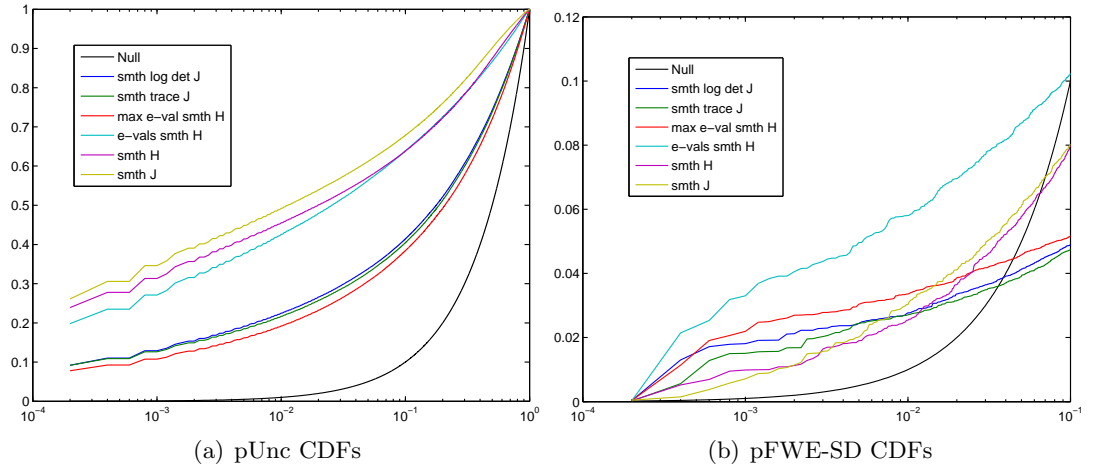 1
0.9
0.8
0.7
0.6
0.5
0.4
0.3
0.2
0.1
0
Null
smth log det J
smth trace J
max e-val smth H
e-vals smth H
smth H
smth J
10^-4 10^-3 10^-2 10^-1 10^0
(a) pUnc CDFs
0.12
0.1
0.08
0.06
0.04
0.02
0
Null
smth log det J
smth trace J
max e-val smth H
e-vals smth H
smth H
smth J
10^-4 10^-3 10^-2 10^-1
(b) pFWE-SD CDFs